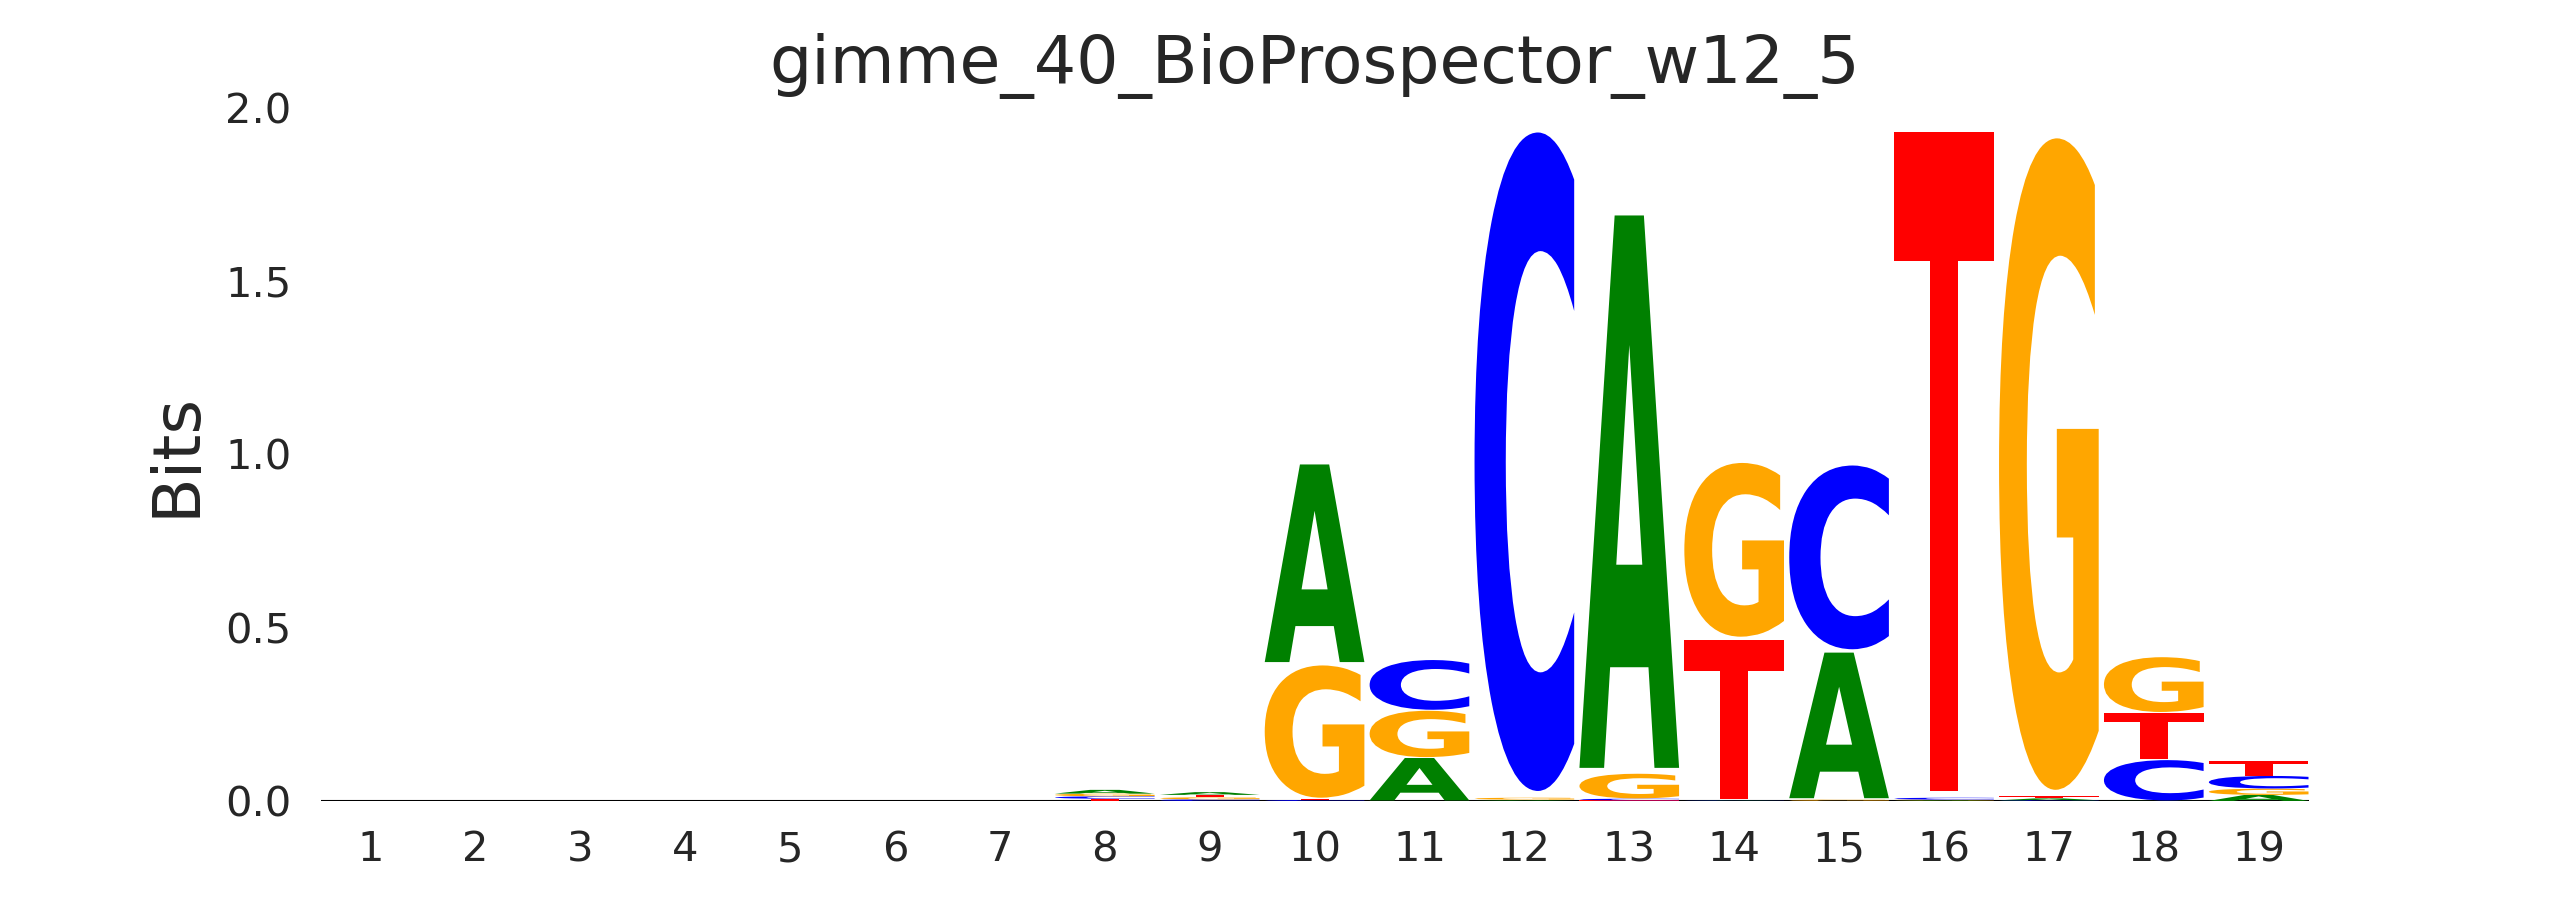 gimme_40_BioProspector_w12_5
2.0
1.5
1.0
0.5
0.0
Bits
1 2 3 4 5 6 7 8 9 10 11 12 13 14 15 16 17 18 19
A C C A G C T G G T
G G G T A T C
A C G
A